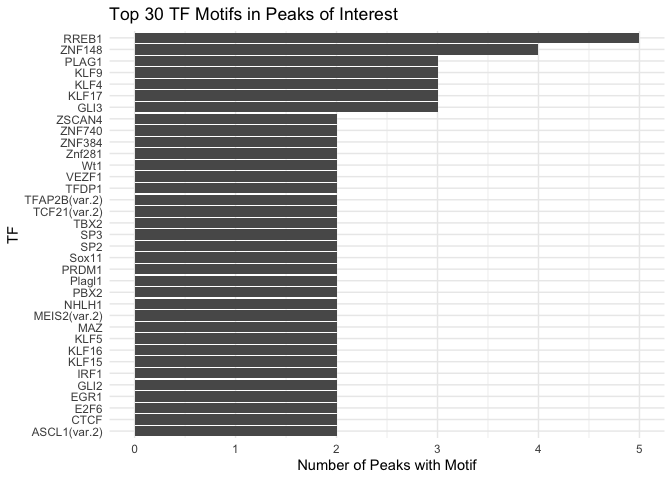 Top 30 TF Motifs in Peaks of Interest
RREB1
ZNF148
PLAG1
KLF9
KLF4
KLF17
GLI3
ZSCAN4
ZNF740
ZNF384
Znf281
Wt1
VEZF1
TFDP1
TFAP2B(var.2)
TCF21(var.2)
TBX2
SP3
SP2
Sox11
PRDM1
Plagl1
PBX2
NHLH1
MEIS2(var.2)
MAZ
KLF5
KLF16
KLF15
IRF1
GLI2
EGR1
E2F6
CTCF
ASCL1(var.2)
TF
0 1 2 3 4 5
Number of Peaks with Motif